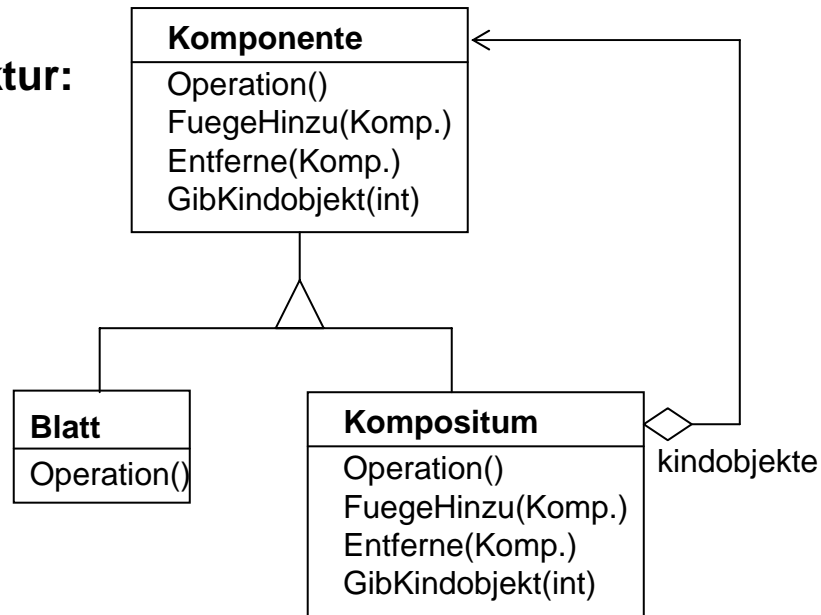 ktur:
Komponente
Operation()
FuegeHinzu(Komp.)
Entferne(Komp.)
GibKindobjekt(int)
Blatt
Operation()
Kompositum
Operation()
FuegeHinzu(Komp.)
Entferne(Komp.)
GibKindobjekt(int)
kindobjekte